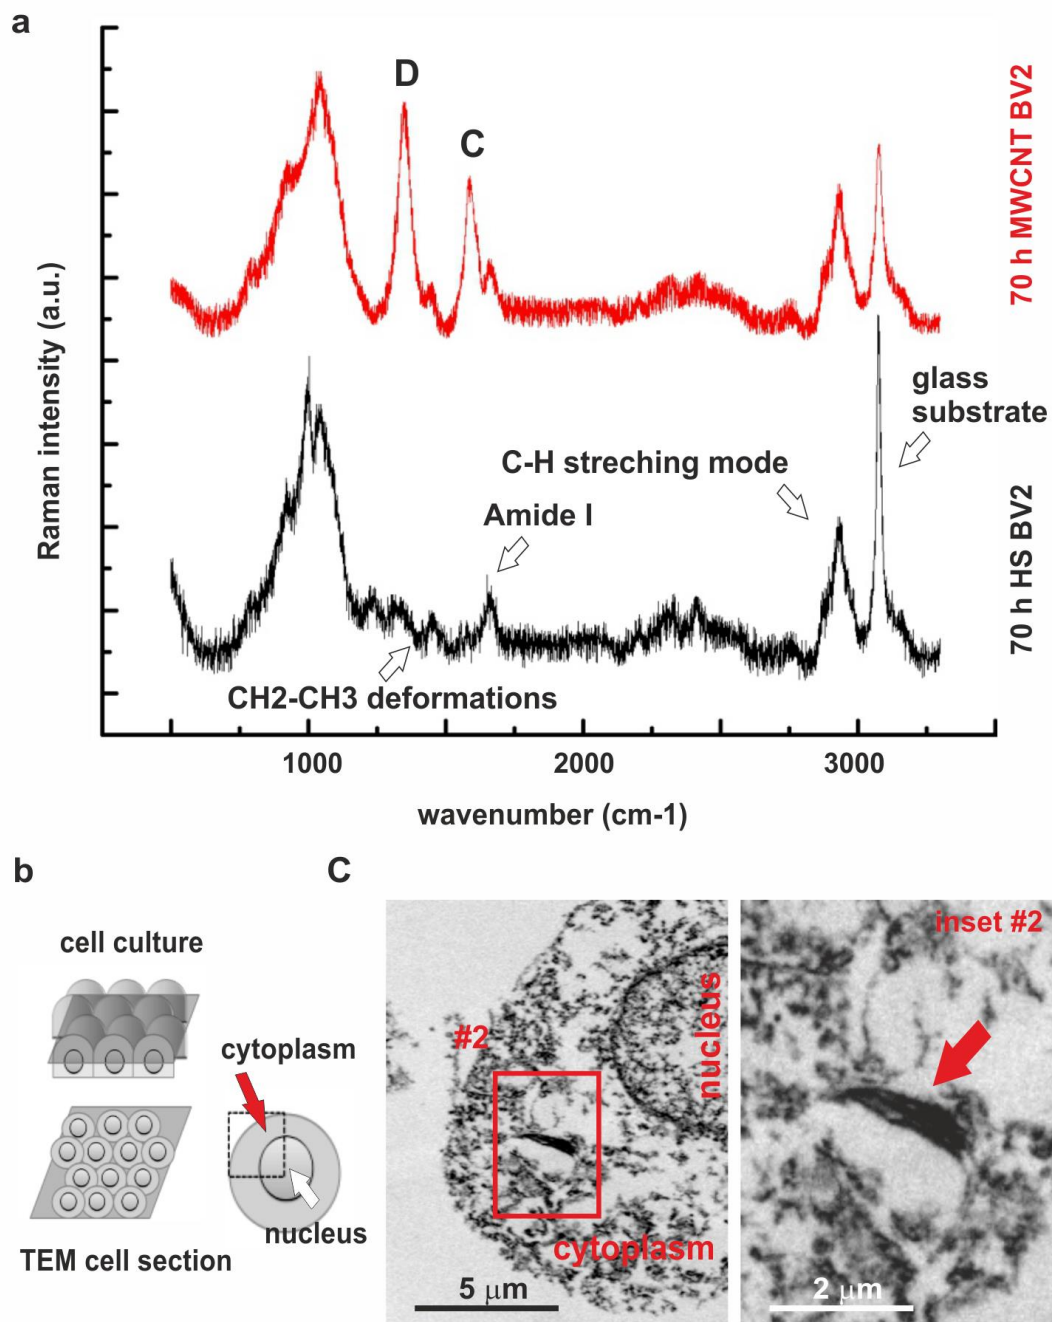 a
D
C
70 h MWCNT BV2
Raman intensity (a.u.)
glass
substrate
C-H streching mode
Amide I
70 h HS BV2
CH2-CH3 deformations
1000
2000
3000
wavenumber (cm-1)
b
cell culture
cytoplasm
nucleus
TEM cell section
C
#2
nucleus
cytoplasm
5 μm
inset #2
2 μm